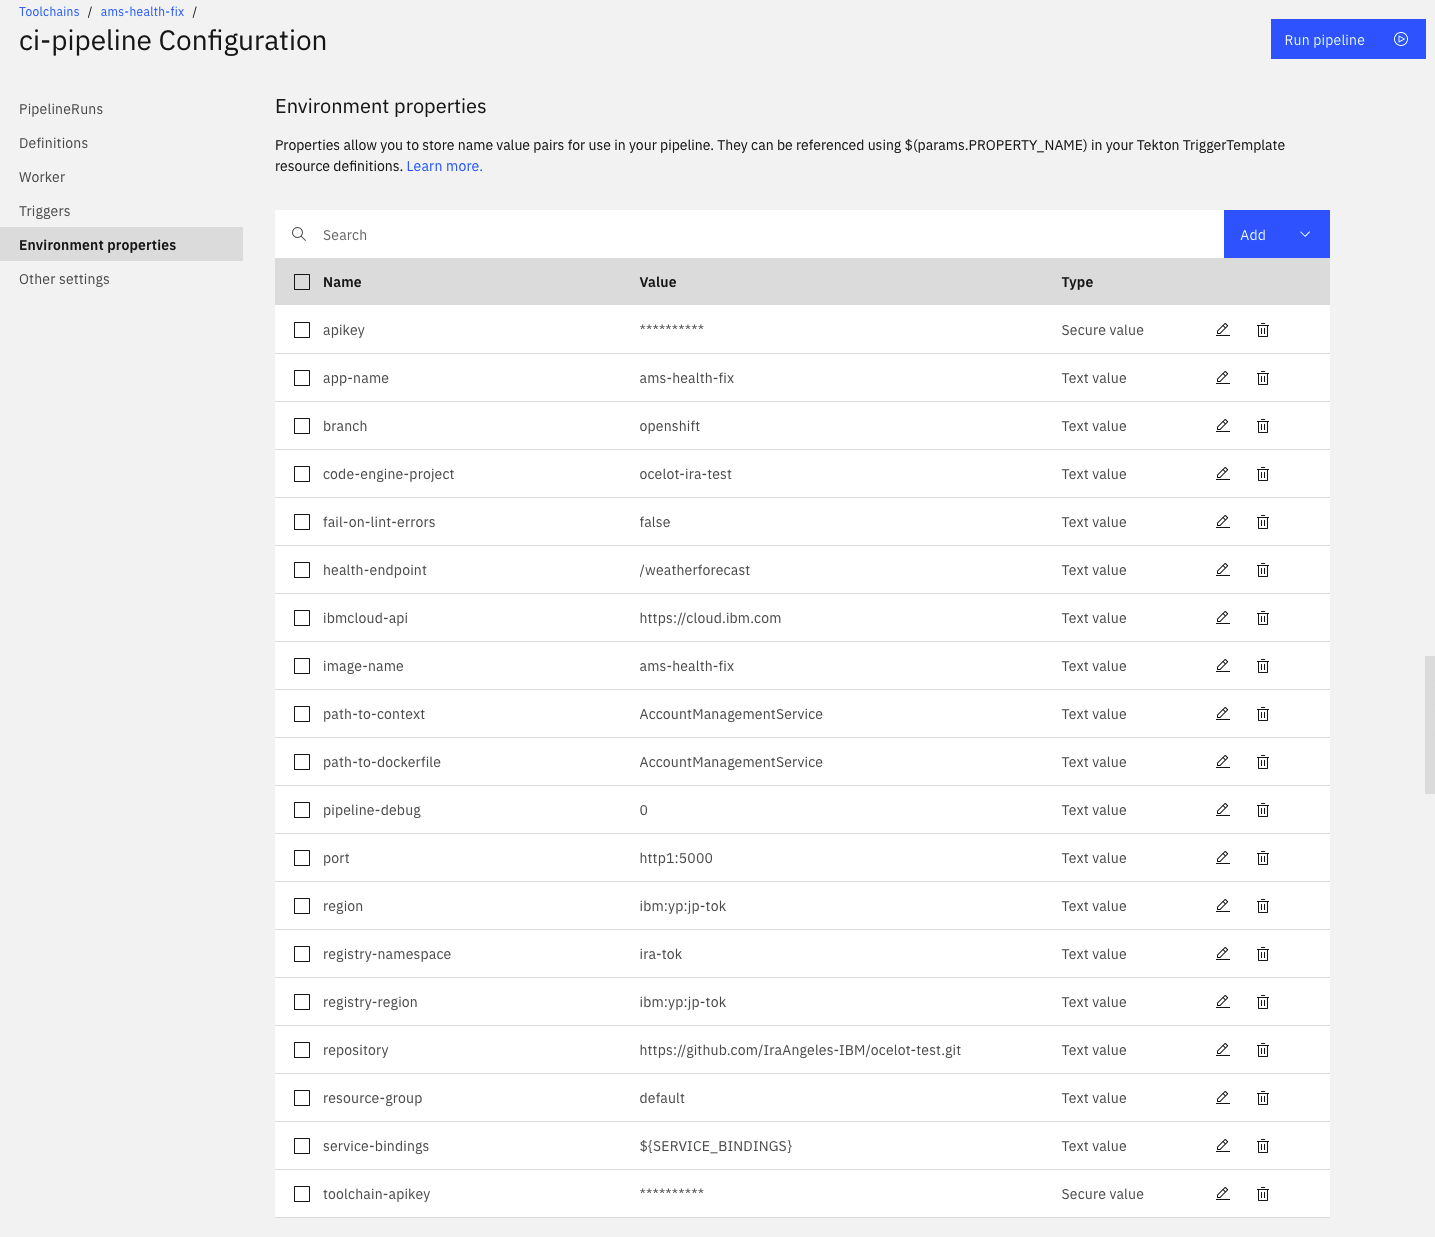 Toolchains / ams-health-fix /
ci-pipeline Configuration
Run pipeline
PipelineRuns
Definitions
Worker
Triggers
Environment properties
Other settings
Environment properties
Properties allow you to store name value pairs for use in your pipeline. They can be referenced using $(params.PROPERTY_NAME) in your Tekton TriggerTemplate
resource definitions. Learn more.
Search
Add
Name Value Type
apikey ********** Secure value
app-name ams-health-fix Text value
branch openshift Text value
code-engine-project ocelot-ira-test Text value
fail-on-lint-errors false Text value
health-endpoint /weatherforecast Text value
ibmcloud-api https://cloud.ibm.com Text value
image-name ams-health-fix Text value
path-to-context AccountManagementService Text value
path-to-dockerfile AccountManagementService Text value
pipeline-debug 0 Text value
port http1:5000 Text value
region ibm:yp:jp-tok Text value
registry-namespace ira-tok Text value
registry-region ibm:yp:jp-tok Text value
repository https://github.com/IraAngeles-IBM/ocelot-test.git Text value
resource-group default Text value
service-bindings ${SERVICE_BINDINGS} Text value
toolchain-apikey ********** Secure value